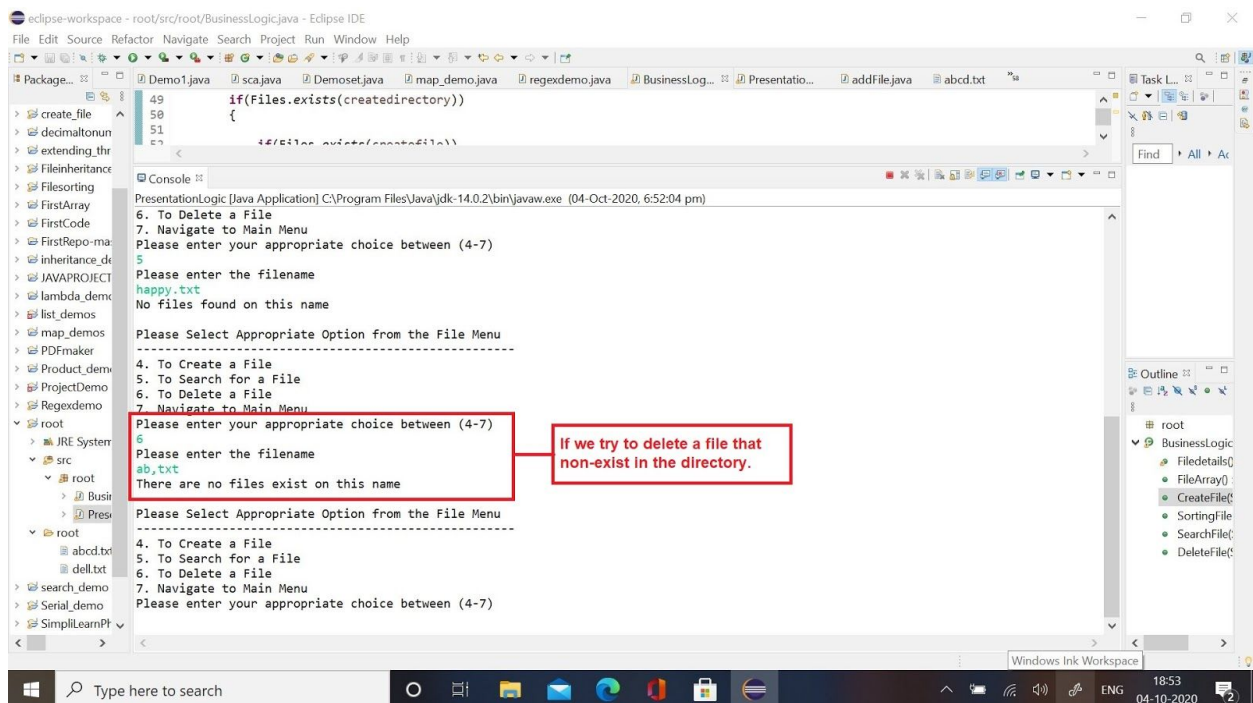 eclipse-workspace - root/src/root/BusinessLogic.java - Eclipse IDE
File Edit Source Refactor Navigate Search Project Run Window Help
Package...
create_file
decimaltonum
extending_thr
Fileinheritance
Filesorting
FirstArray
FirstCode
FirstRepo-ma
inheritance_de
JAVAPROJECT
lambda_demo
list_demos
map_demos
PDFmaker
Product_dem
ProjectDemo
Regexdemo
root
JRE System
src
root
Busin
Prese
root
abcd.txt
dell.txt
search_demo
Serial_demo
SimpliLearnPh
Demo1.java sca.java Demoset.java map_demo.java regexdemo.java BusinessLog... Presentatio... addFile.java abcd.txt
49 if(Files.exists(createdirectory))
50 {
51
52 if(Files.exists(createfile))
Console
PresentationLogic [Java Application] C:\Program Files\Java\jdk-14.0.2\bin\javaw.exe (04-Oct-2020, 6:52:04 pm)
6. To Delete a File
7. Navigate to Main Menu
Please enter your appropriate choice between (4-7)
5
Please enter the filename
happy.txt
No files found on this name
Please Select Appropriate Option from the File Menu
--------------------------------------------------
4. To Create a File
5. To Search for a File
6. To Delete a File
7. Navigate to Main Menu
Please enter your appropriate choice between (4-7)
6
Please enter the filename
ab,txt
There are no files exist on this name
If we try to delete a file that
non-exist in the directory.
Please Select Appropriate Option from the File Menu
--------------------------------------------------
4. To Create a File
5. To Search for a File
6. To Delete a File
7. Navigate to Main Menu
Please enter your appropriate choice between (4-7)
Task L...
Find All Ac
Outline
root
BusinessLogic
Filedetails()
FileArray() :
CreateFile(S
SortingFile
SearchFile(
DeleteFile(S
Windows Ink Workspace
Type here to search
ENG
18:53
04-10-2020
2